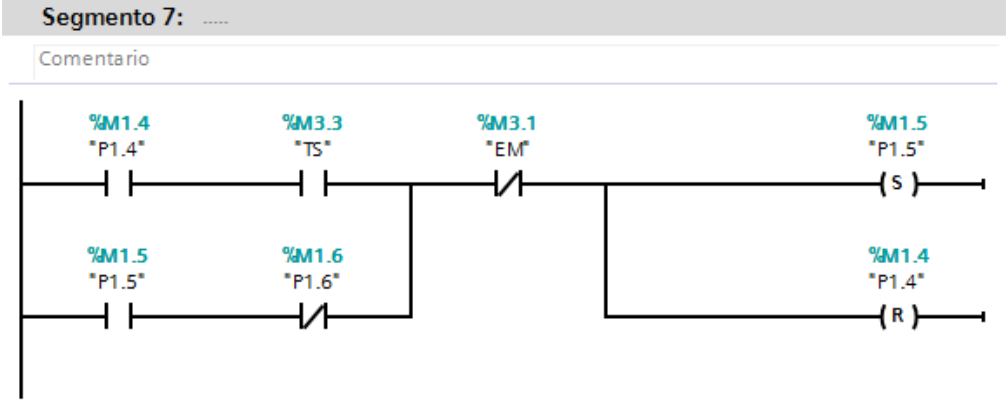 Segmento 7: .....
Comentario
%M1.4 %M3.3 %M3.1 %M1.5
"P1.4" "TS" "EM" "P1.5"
S
%M1.5 %M1.6 %M1.4
"P1.5" "P1.6" "P1.4"
R